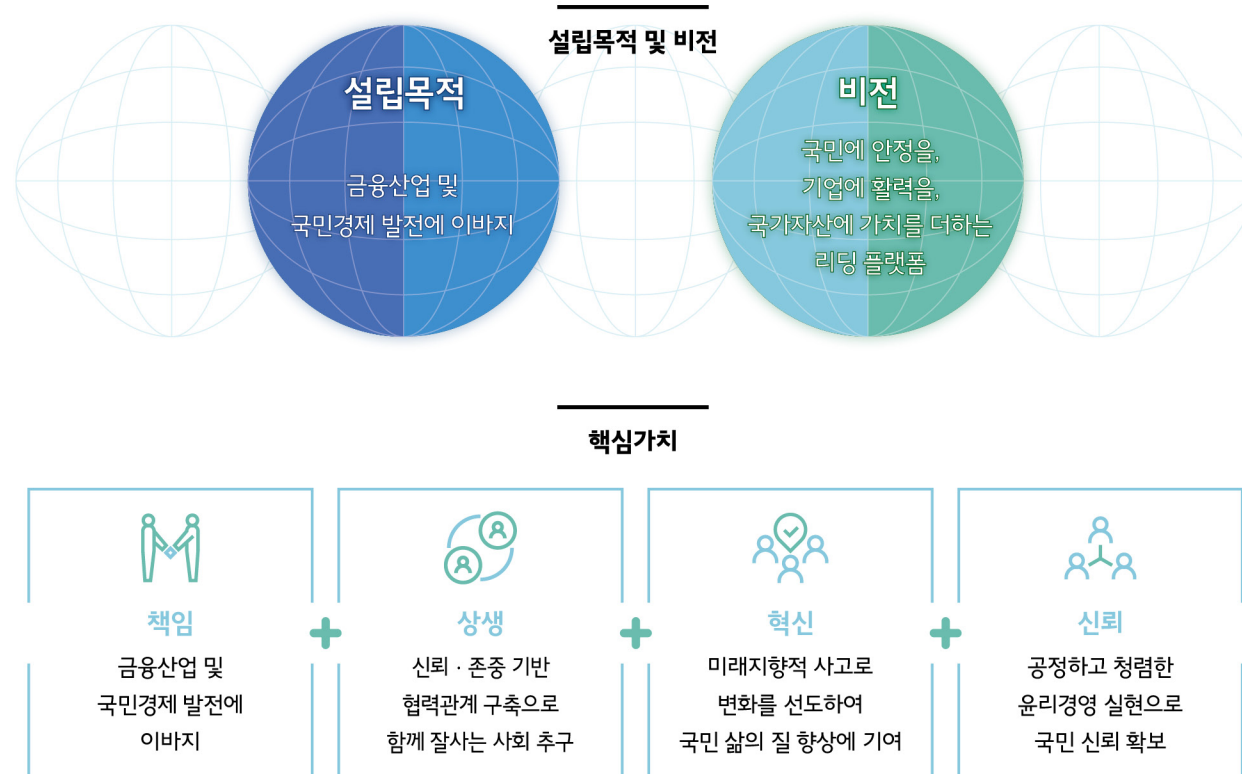 설립목적 및 비전
설립목적
금융산업 및
국민경제 발전에 이바지
비전
국민에 안정을,
기업에 활력을,
국가자산에 가치를 더하는
리딩 플랫폼
핵심가치
책임
금융산업 및
국민경제 발전에
이바지
상생
신뢰 · 존중 기반
협력관계 구축으로
함께 잘사는 사회 추구
혁신
미래지향적 사고로
변화를 선도하여
국민 삶의 질 향상에 기여
신뢰
공정하고 청렴한
윤리경영 실현으로
국민 신뢰 확보